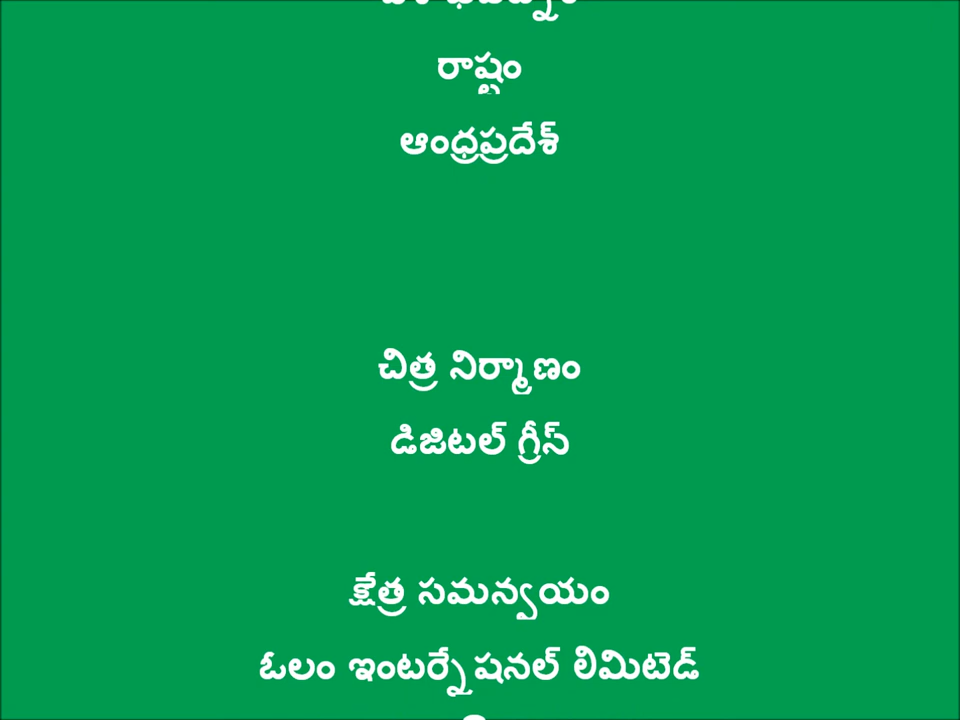 రాష్టం
ఆంధ్రప్రదేశ్
చిత్ర నిర్మాణం
డిజిటల్ గ్రీన్
క్షేత్ర సమన్వయం
ఓలం ఇంటర్నేషనల్ లిమిటెడ్